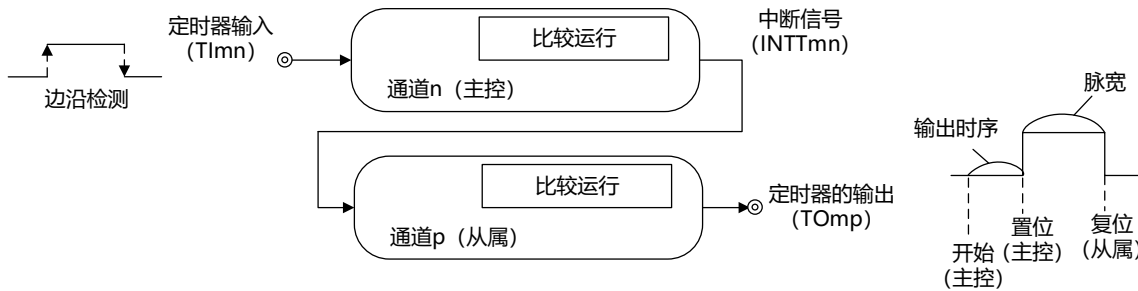 定时器输入
(TImn)
边沿检测
比较运行
通道n（主控）
中断信号
(INTTmn)
比较运行
通道p（从属）
定时器的输出
(TOmp)
脉宽
输出时序
开始
(主控)
置位
(主控)
复位
(从属)